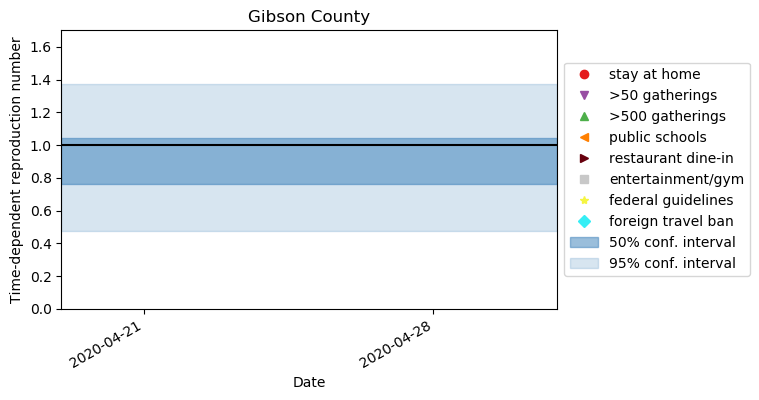 Gibson County
Time-dependent reproduction number
1.6
1.4
1.2
1.0
0.8
0.6
0.4
0.2
0.0
2020-04-21
2020-04-28
Date
stay at home
>50 gatherings
>500 gatherings
public schools
restaurant dine-in
entertainment/gym
federal guidelines
foreign travel ban
50% conf. interval
95% conf. interval